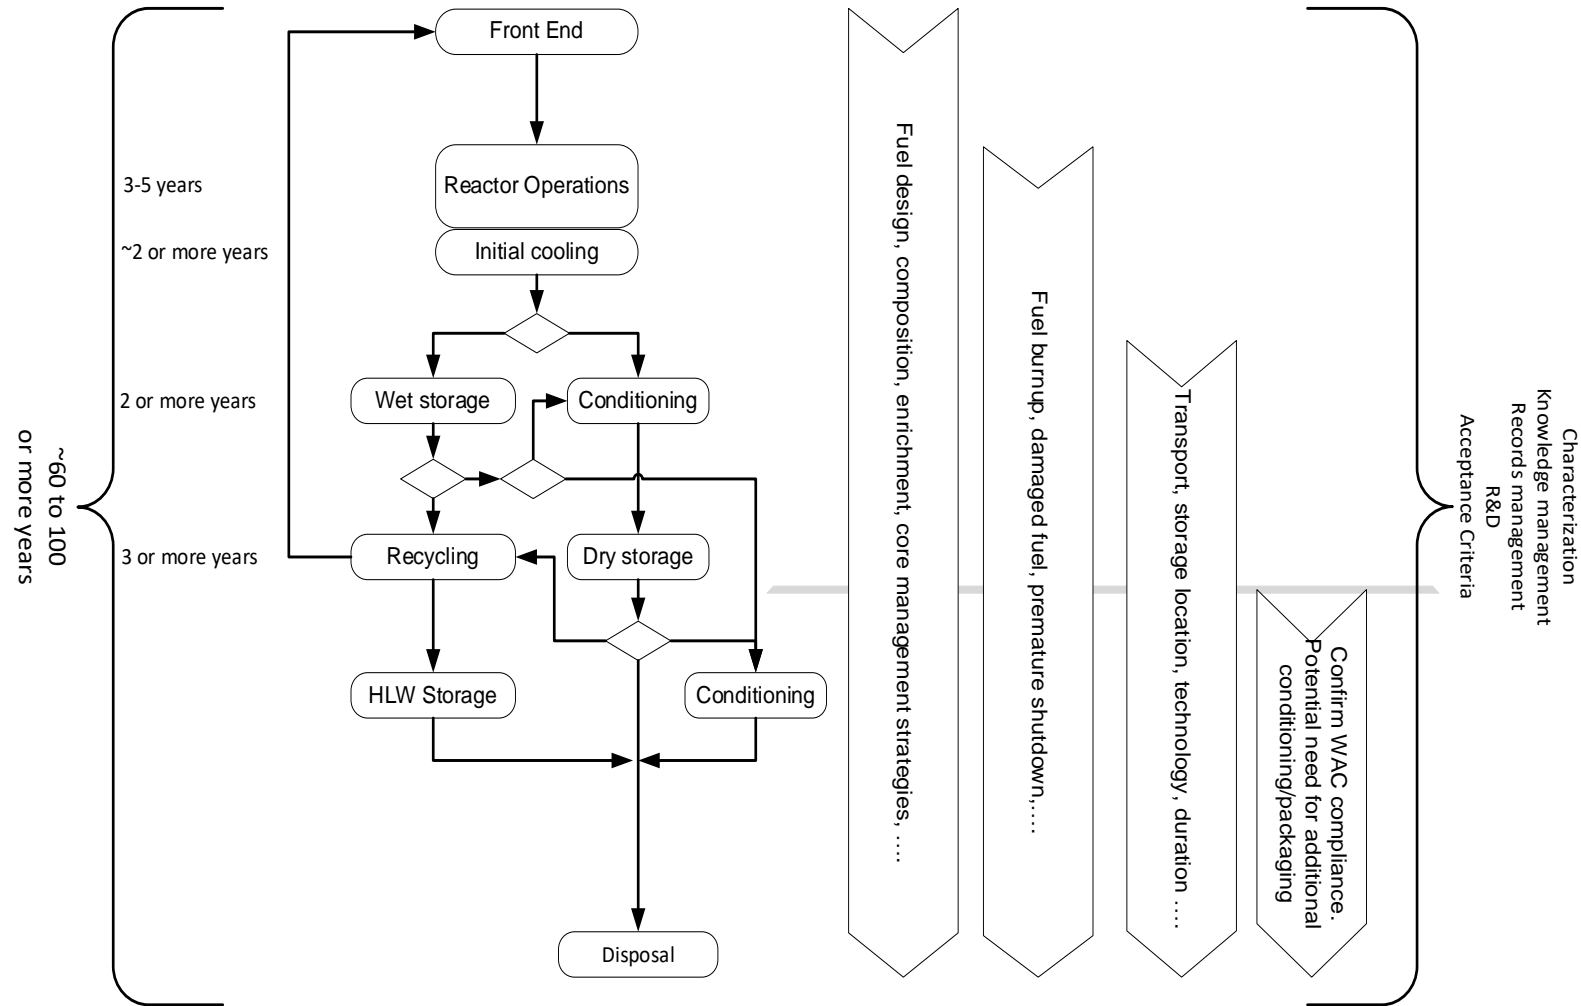 Front End
3-5 years
Reactor Operations
~2 or more years
Initial cooling
2 or more years
Wet storage
Conditioning
3 or more years
Recycling
Dry storage
HLW Storage
Conditioning
Disposal
~60 to 100
or more years
Fuel design, composition, enrichment, core management strategies, ....
Fuel burnup, damaged fuel, premature shutdown,....
Transport, storage location, technology, duration ....
Confirm WAC compliance.
Potential need for additional
conditioning/packaging
Characterization
Knowledge management
Records management
R&D
Acceptance Criteria